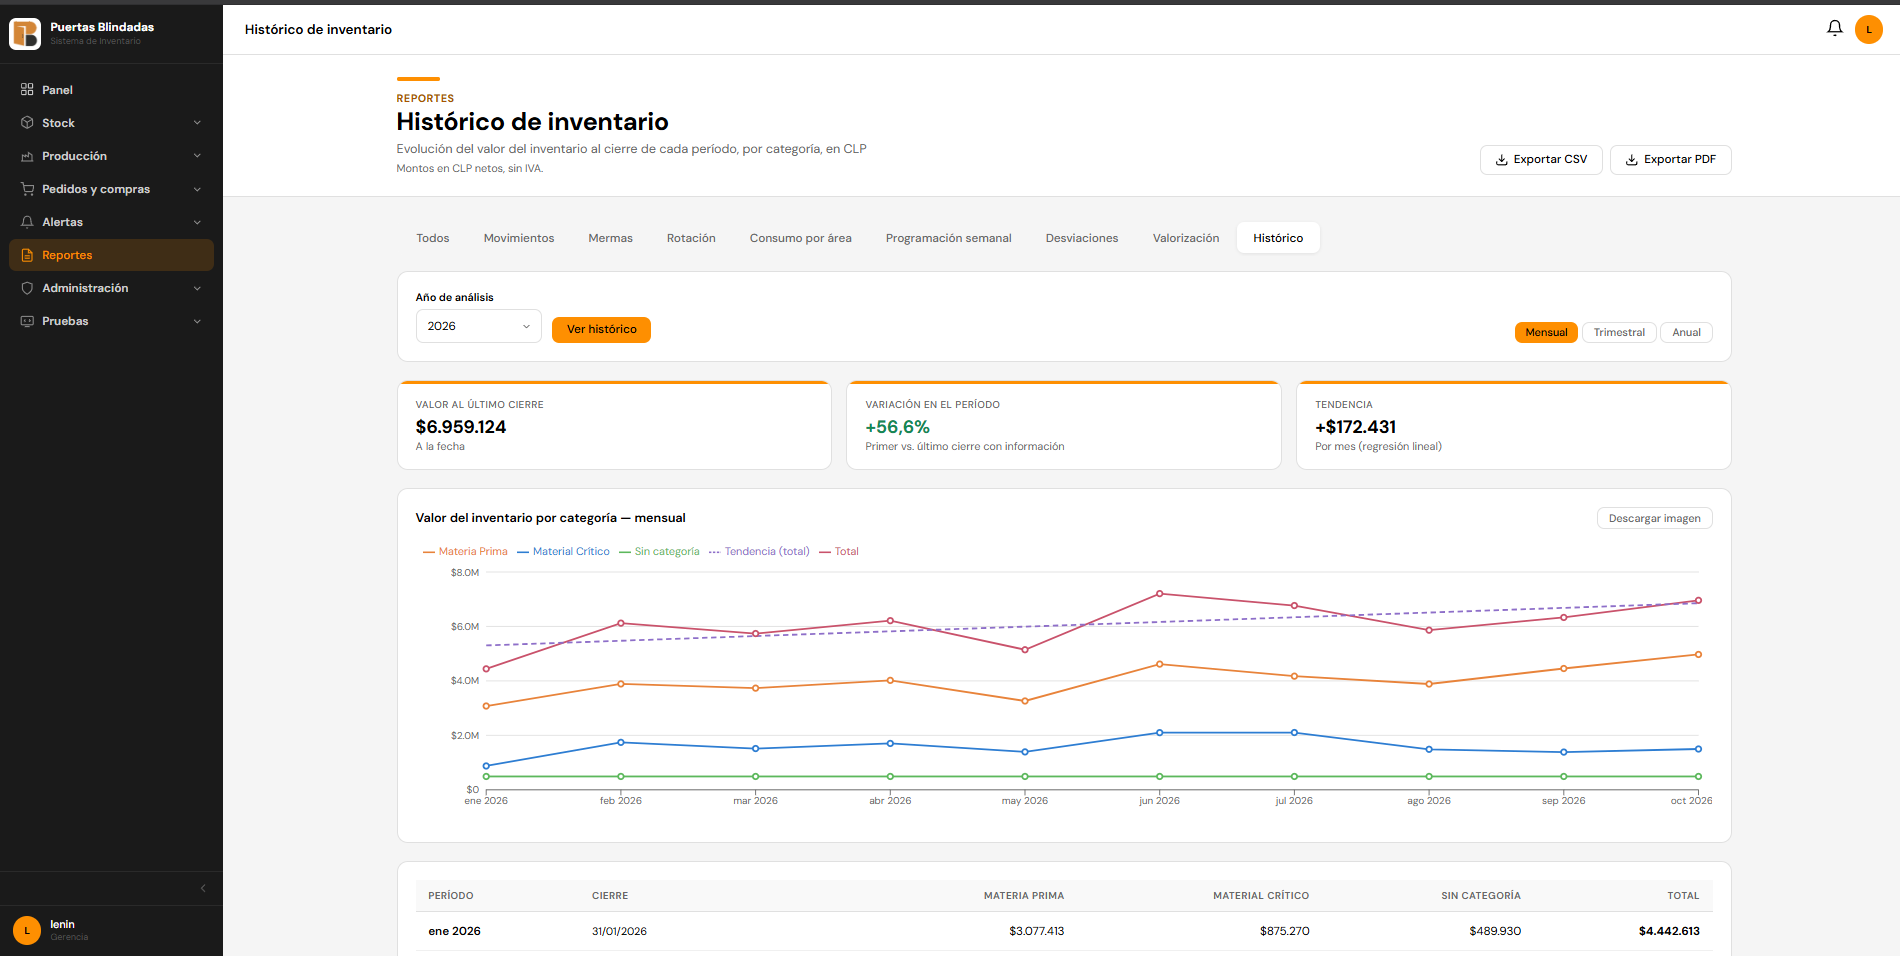 Puertas Blindadas
Sistema de Inventario
Histórico de inventario
L
Panel
Stock
Producción
Pedidos y compras
Alertas
Reportes
Administración
Pruebas
lenin
Gerencia
L
REPORTES
Histórico de inventario
Evolución del valor del inventario al cierre de cada período, por categoría, en CLP
Montos en CLP netos, sin IVA.
Exportar CSV
Exportar PDF
Todos Movimientos Mermas Rotación Consumo por área Programación semanal Desviaciones Valorización Histórico
Año de análisis
2026
Ver histórico
Mensual Trimestral Anual
VALOR AL ÚLTIMO CIERRE
$6.959.124
A la fecha
VARIACIÓN EN EL PERÍODO
+56,6%
Primer vs. último cierre con información
TENDENCIA
+$172.431
Por mes (regresión lineal)
Valor del inventario por categoría — mensual
Descargar imagen
Materia Prima Material Crítico Sin categoría Tendencia (total) Total
$8.0M
$6.0M
$4.0M
$2.0M
$0
ene 2026 feb 2026 mar 2026 abr 2026 may 2026 jun 2026 jul 2026 ago 2026 sep 2026 oct 2026
PERÍODO CIERRE MATERIA PRIMA MATERIAL CRÍTICO SIN CATEGORÍA TOTAL
ene 2026 31/01/2026 $3.077.413 $875.270 $489.930 $4.442.613